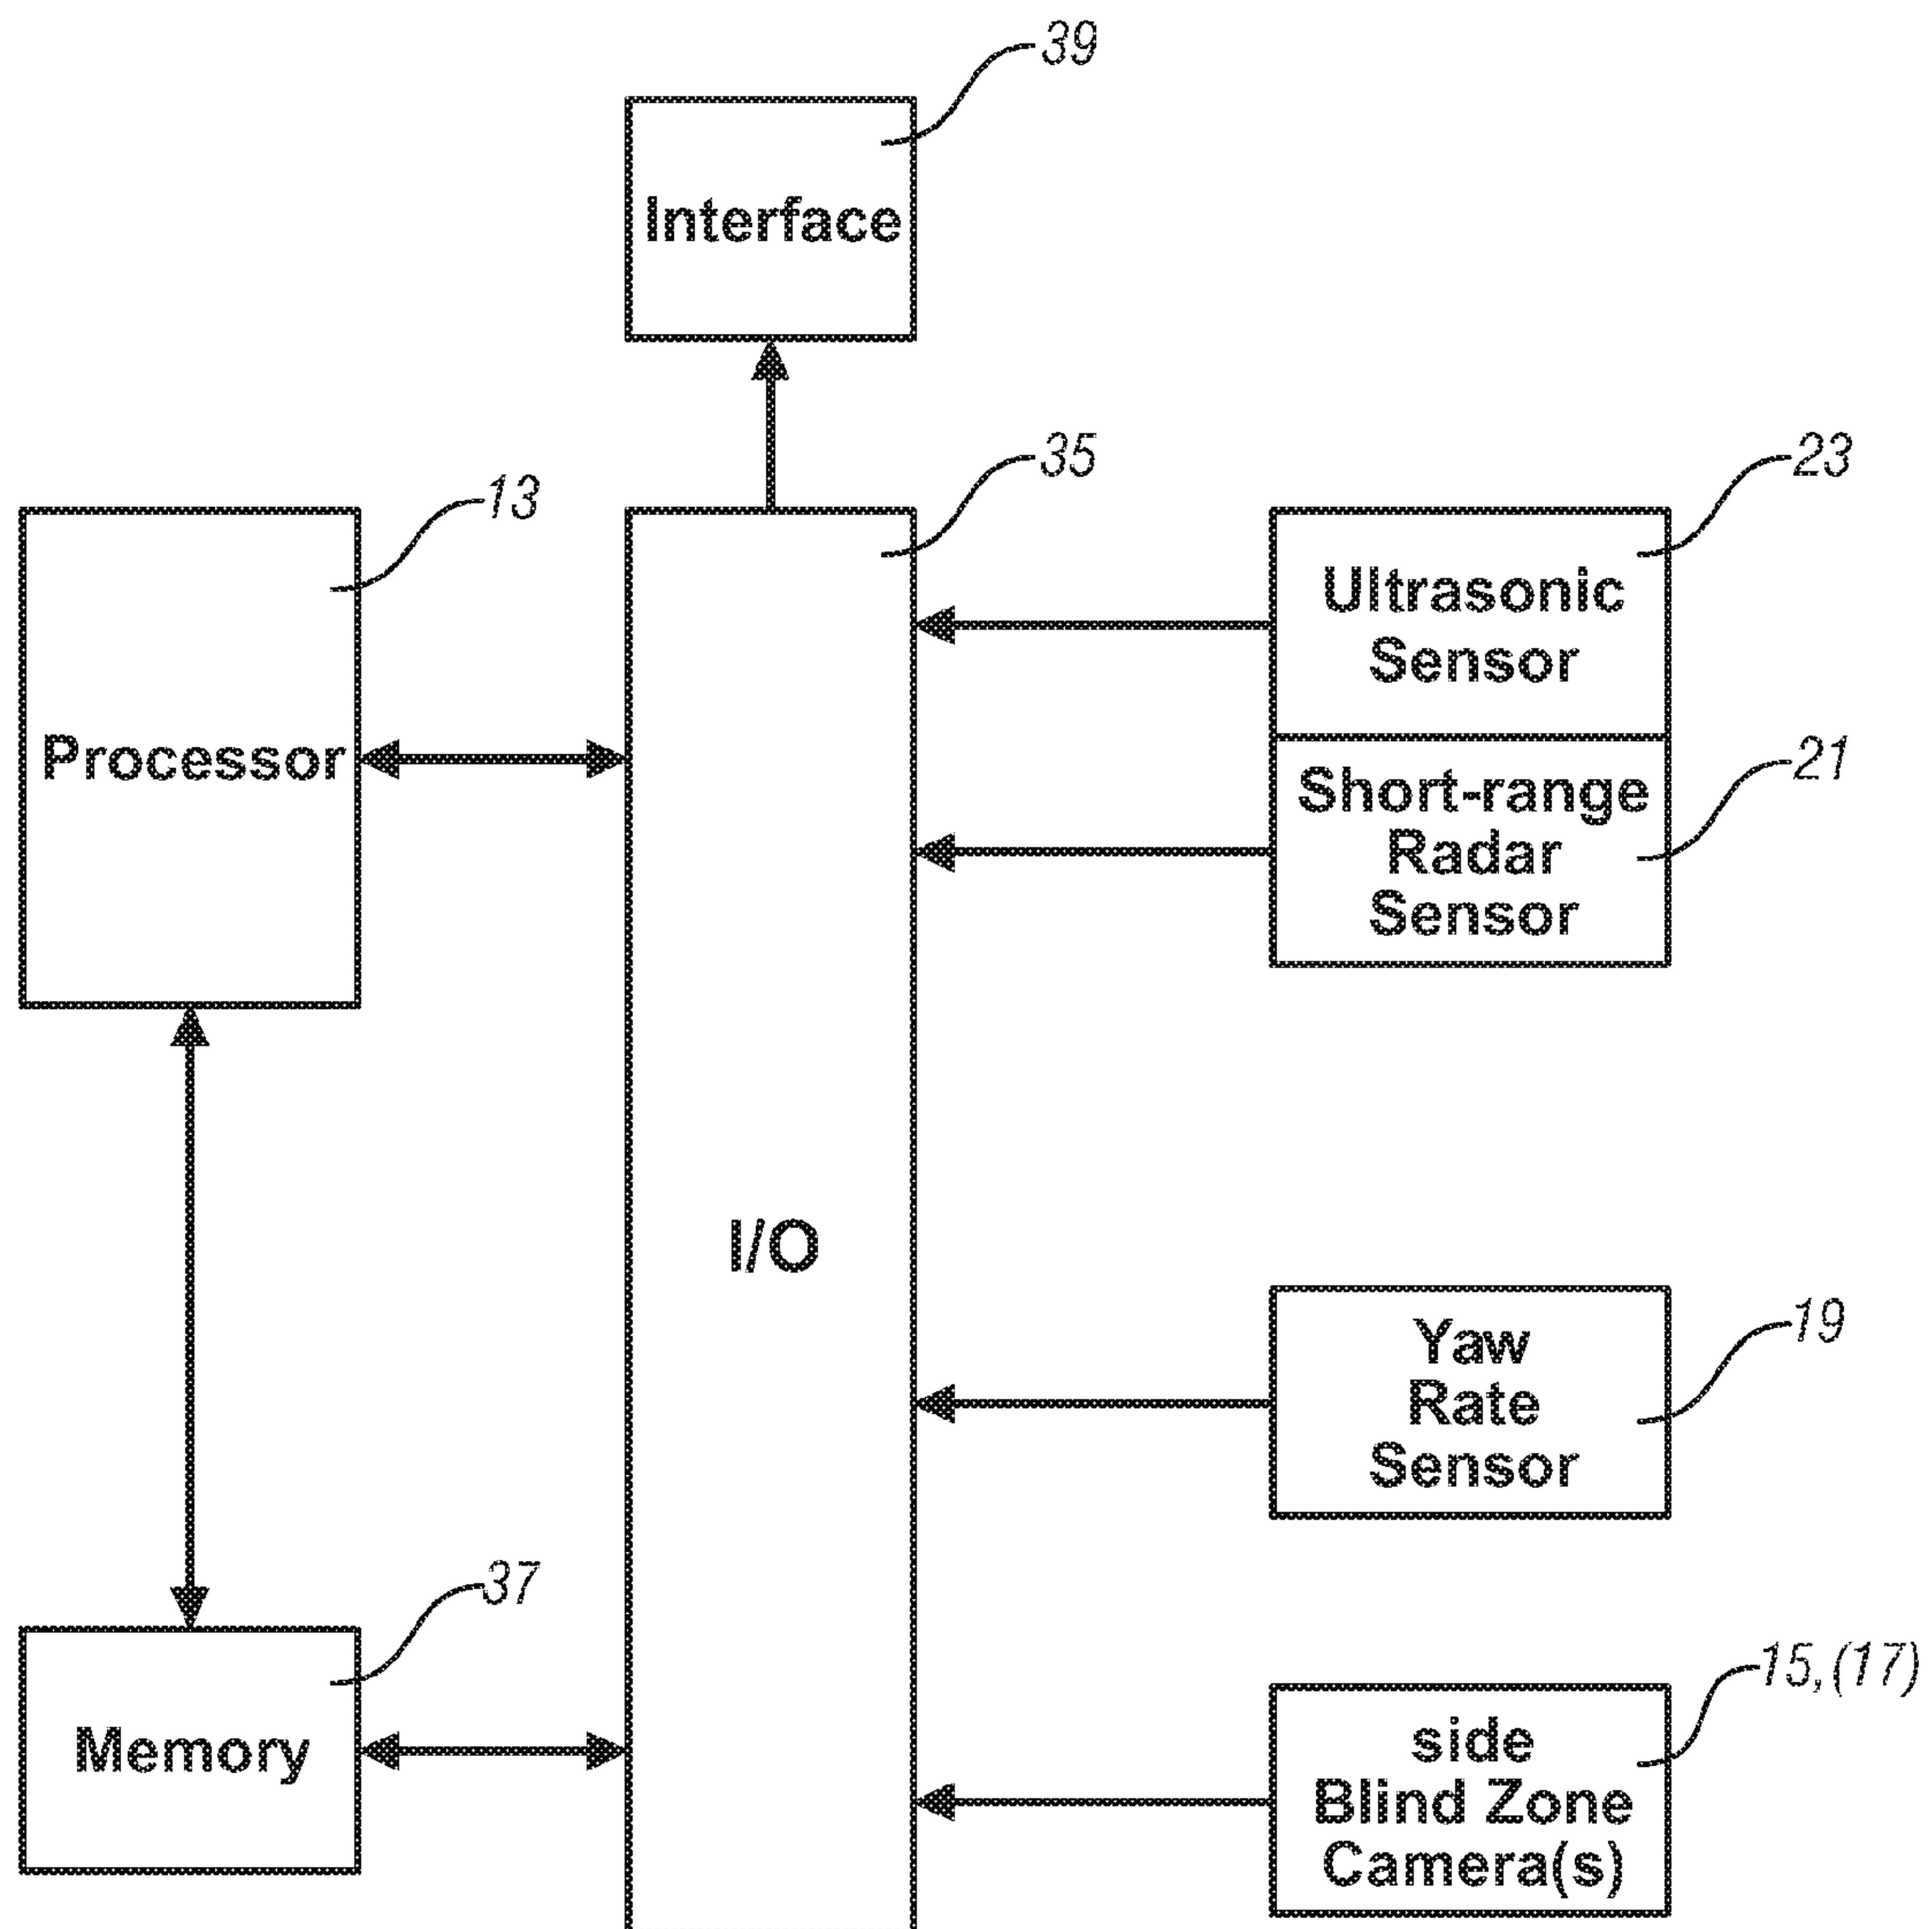 39
Interface
35
13
23
Ultrasonic
Sensor
Processor
21
Short-range
Radar
Sensor
I/O
19
Yaw
Rate
Sensor
37
Memory
15,(17)
side
Blind Zone
Camera(s)